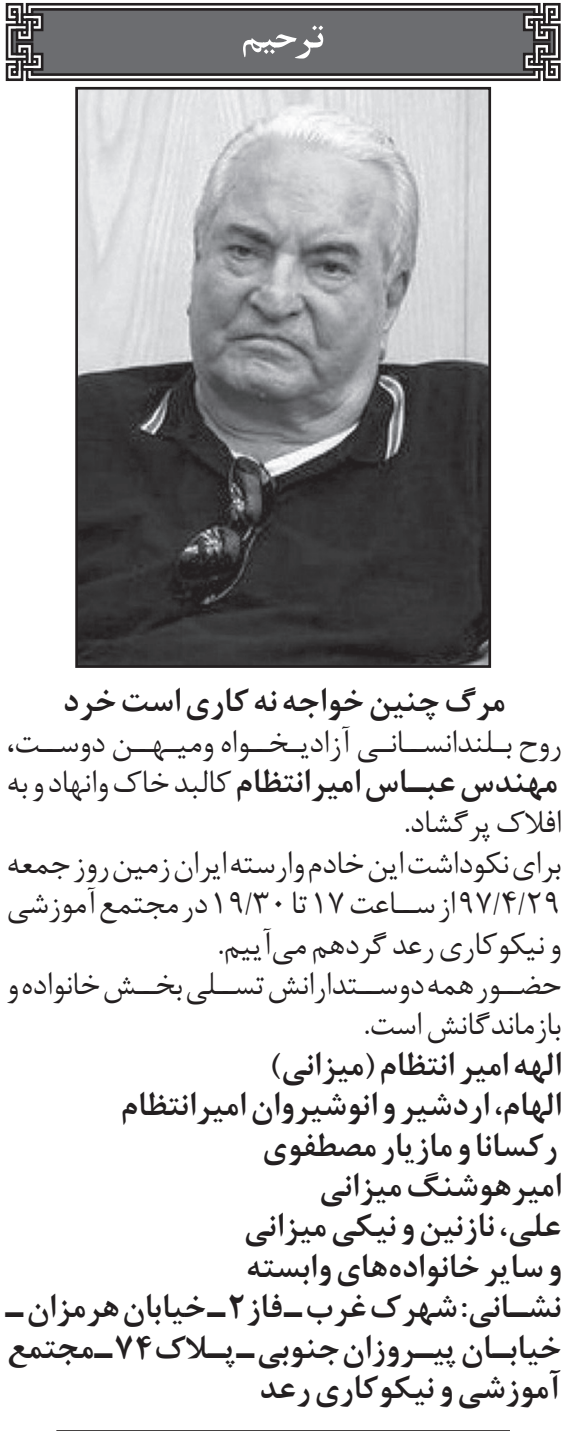 ترحیم
مرگ چنین خواجه نه کاری است خرد
روح بلندانسانی آزادیخواه ومیهن دوست،
مهندس عباس امیرانتظام کالبد خاک وانهاد و به
افلاک پرگشاد.
برای نکوداشت این خادم وارسته ایران زمین روز جمعه
۹۷/۴/۲۹از ساعت ۱۷ تا ۱۹/۳۰ در مجتمع آموزشی
و نیکوکاری رعد گردهم می‌آییم.
حضور همه دوستدارانش تسلی بخش خانواده و
بازماندگانش است.
الهه امیر انتظام (میزانی)
الهام، اردشیر و انوشیروان امیرانتظام
رکسانا و مازیار مصطفوی
امیرهوشنگ میزانی
علی، نازنین و نیکی میزانی
و سایر خانواده‌های وابسته
نشانی: شهرک غرب ـ فاز ۲ ـ خیابان هرمزان ـ
خیابان پیروزان جنوبی ـ پلاک ۷۴ ـ مجتمع
آموزشی و نیکوکاری رعد